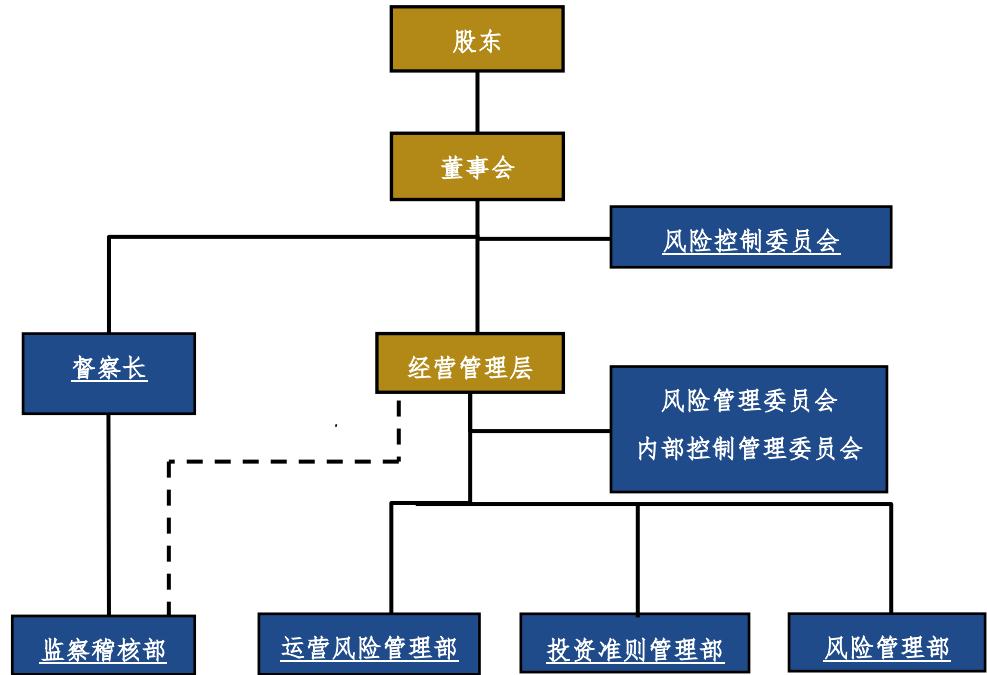 股东
董事会
风险控制委员会
督察长
经营管理层
风险管理委员会
内部控制管理委员会
监察稽核部
运营风险管理部
投资准则管理部
风险管理部